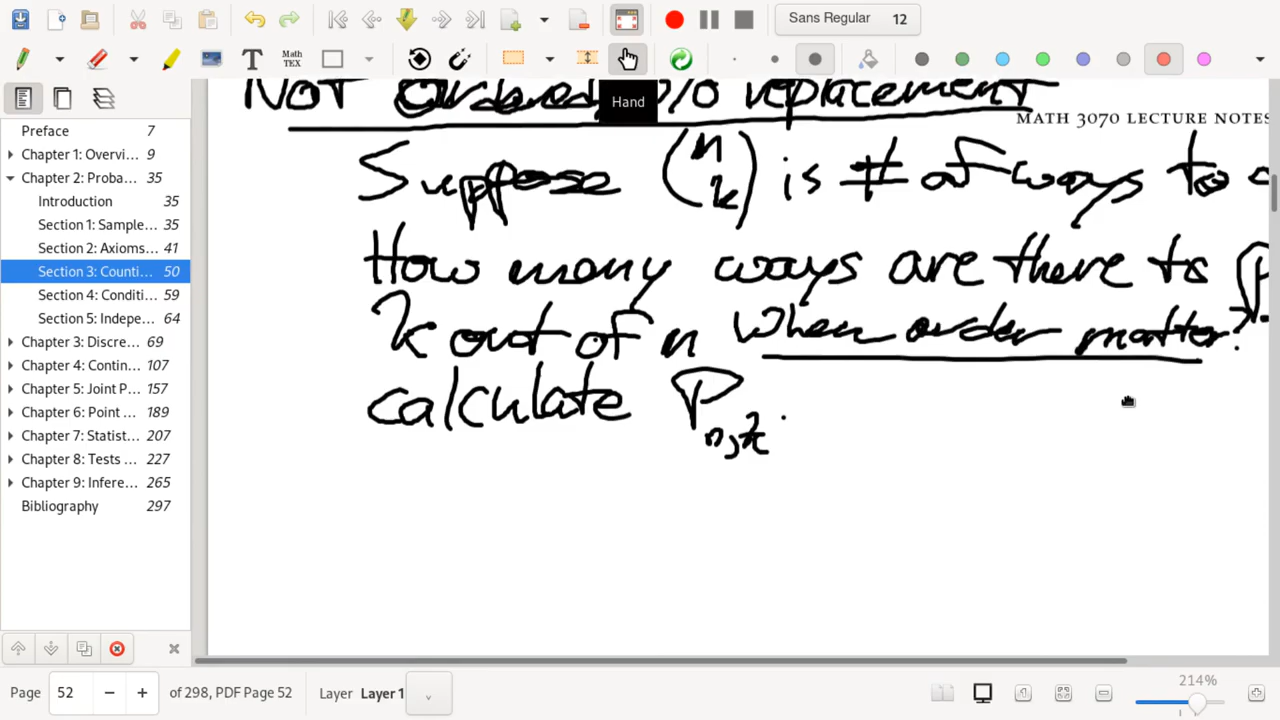 Sans Regular 12
Math
TEX
Hand
Preface 7
Chapter 1: Overvi... 9
Chapter 2: Proba... 35
Introduction 35
Section 1: Sample... 35
Section 2: Axioms... 41
Section 3: Counti... 50
Section 4: Conditi... 59
Section 5: Indepe... 64
Chapter 3: Discre... 69
Chapter 4: Contin... 107
Chapter 5: Joint P... 157
Chapter 6: Point ... 189
Chapter 7: Statist... 207
Chapter 8: Tests ... 227
Chapter 9: Infere... 265
Bibliography 297
Not Ordered, w/o replacement
MATH 3070 LECTURE NOTES
Suppose (n k) is # of ways to
How many ways are there to
k out of n when order matter?
calculate P n,k.
Page 52 of 298, PDF Page 52 Layer Layer 1
214%